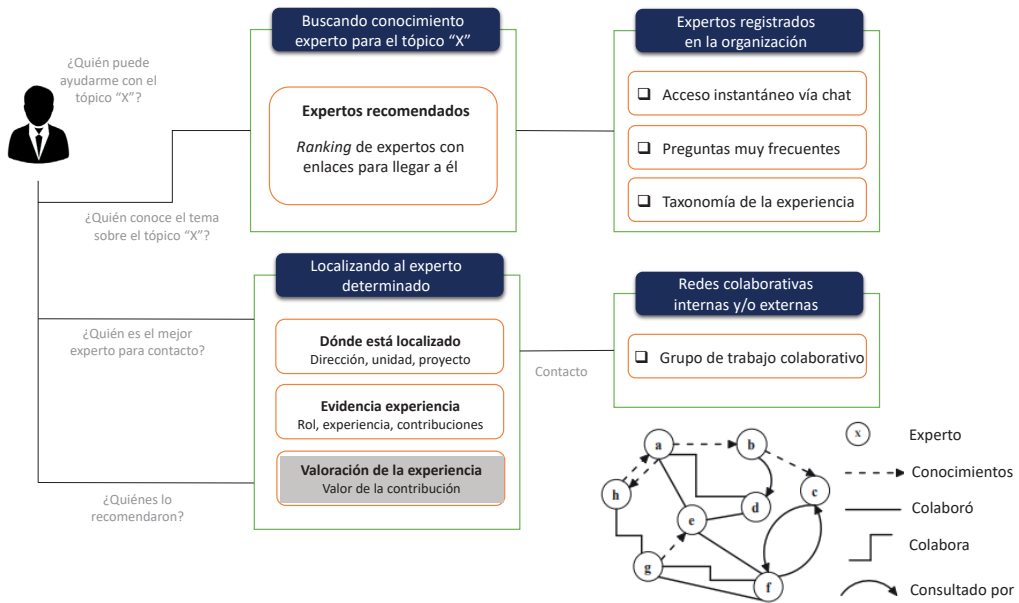 ¿Quién puede
ayudarme con el
tópico "X"?
¿Quién conoce el tema
sobre el tópico "X"?
¿Quién es el mejor
experto para contacto?
¿Quiénes lo
recomendaron?
Buscando conocimiento
experto para el tópico "X"
Expertos recomendados
Ranking de expertos con
enlaces para llegar a él
Expertos registrados
en la organización
❑ Acceso instantáneo vía chat
❑ Preguntas muy frecuentes
❑ Taxonomía de la experiencia
Localizando al experto
determinado
Dónde está localizado
Dirección, unidad, proyecto
Evidencia experiencia
Rol, experiencia, contribuciones
Valoración de la experiencia
Valor de la contribución
Contacto
Redes colaborativas
internas y/o externas
❑ Grupo de trabajo colaborativo
a
b
c
h
d
e
g
f
x
Experto
Conocimientos
Colaboró
Colabora
Consultado por